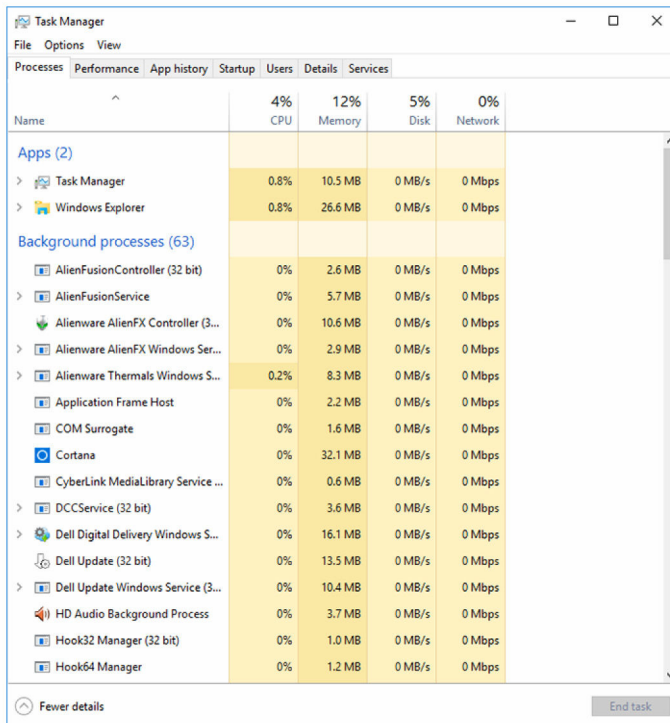 Task Manager
File Options View
Processes Performance App history Startup Users Details Services
4% 12% 5% 0%
Name CPU Memory Disk Network
Apps (2)
Task Manager 0.8% 10.5 MB 0 MB/s 0 Mbps
Windows Explorer 0.8% 26.6 MB 0 MB/s 0 Mbps
Background processes (63)
AlienFusionController (32 bit) 0% 2.6 MB 0 MB/s 0 Mbps
AlienFusionService 0% 5.7 MB 0 MB/s 0 Mbps
Alienware AlienFX Controller (3... 0% 10.6 MB 0 MB/s 0 Mbps
Alienware AlienFX Windows Ser... 0% 2.9 MB 0 MB/s 0 Mbps
Alienware Thermals Windows S... 0.2% 8.3 MB 0 MB/s 0 Mbps
Application Frame Host 0% 2.2 MB 0 MB/s 0 Mbps
COM Surrogate 0% 1.6 MB 0 MB/s 0 Mbps
Cortana 0% 32.1 MB 0 MB/s 0 Mbps
CyberLink MediaLibrary Service ... 0% 0.6 MB 0 MB/s 0 Mbps
DCCService (32 bit) 0% 3.6 MB 0 MB/s 0 Mbps
Dell Digital Delivery Windows S... 0% 16.1 MB 0 MB/s 0 Mbps
Dell Update (32 bit) 0% 13.5 MB 0 MB/s 0 Mbps
Dell Update Windows Service (3... 0% 10.4 MB 0 MB/s 0 Mbps
HD Audio Background Process 0% 3.7 MB 0 MB/s 0 Mbps
Hook32 Manager (32 bit) 0% 1.0 MB 0 MB/s 0 Mbps
Hook64 Manager 0% 1.2 MB 0 MB/s 0 Mbps
Fewer details End task